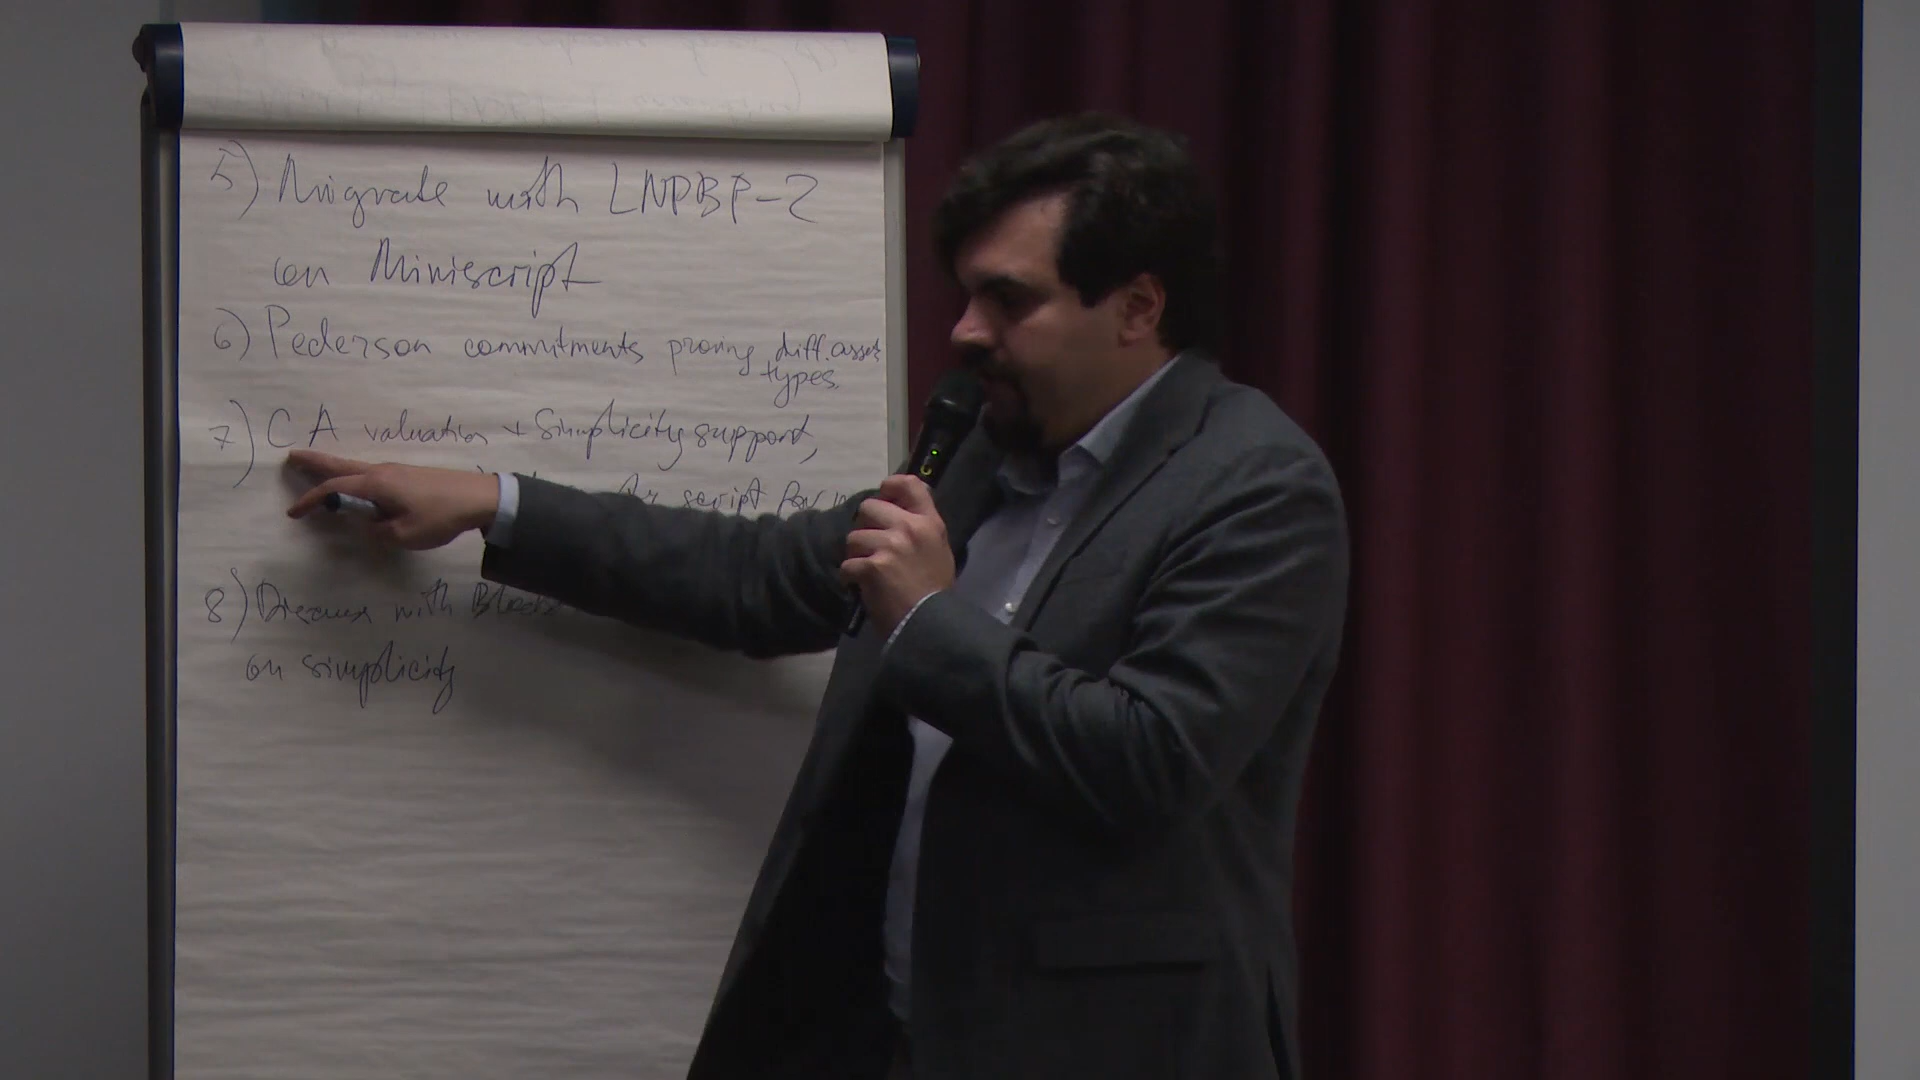 5) Migrate with LNPBP-2
on Miniscript
6) Pederson commitments proving diff. assets
types
7) CA valuation + Simplicity support,
script for
8) Discuss with
on simplicity